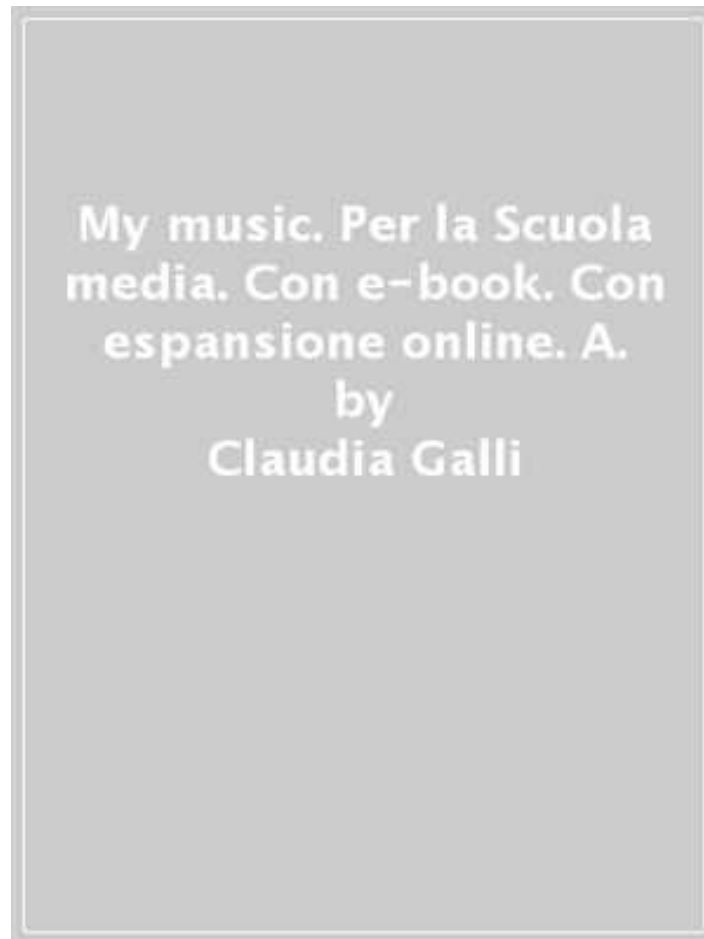 My music. Per la Scuola
media. Con e-book. Con
espansione online. A.
by
Claudia Galli